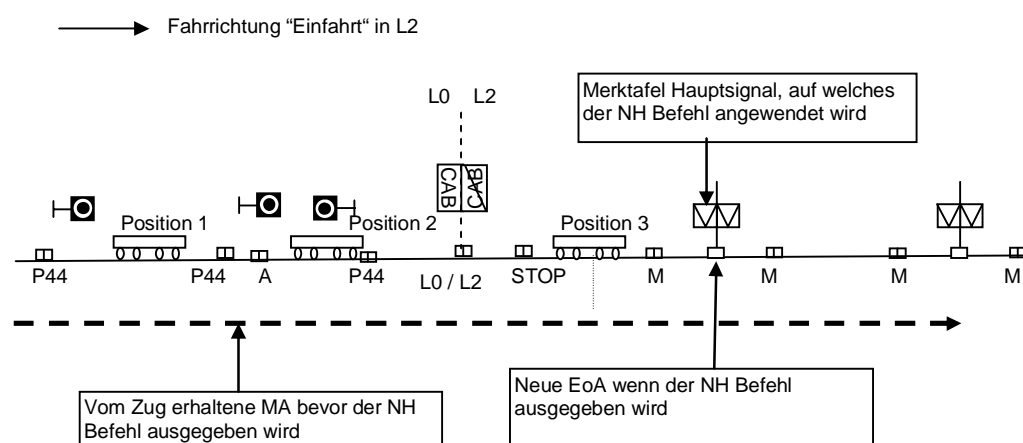 Fahrrichtung “Einfahrt“ in L2
Merktafel Hauptsignal, auf welches
der NH Befehl angewendet wird
L0 L2
CAB CAB
Position 1
Position 2
Position 3
P44 P44 A P44 L0 / L2 STOP M M M M
Vom Zug erhaltene MA bevor der NH
Befehl ausgegeben wird
Neue EoA wenn der NH Befehl
ausgegeben wird